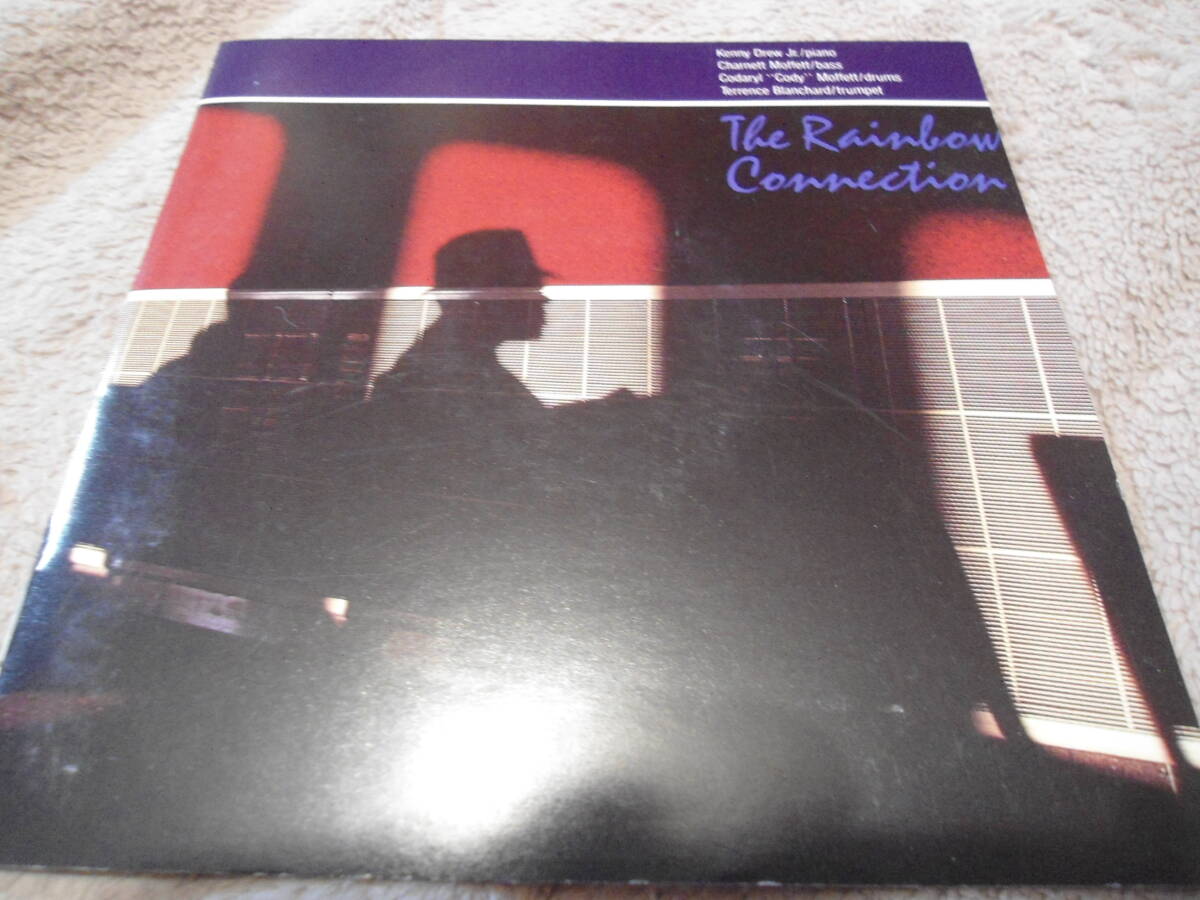 Kenny Drew Jr./piano
Charnett Moffett/bass
Codaryl "Cody" Moffett/drums
Terrence Blanchard/trumpet
The Rainbow
Connection